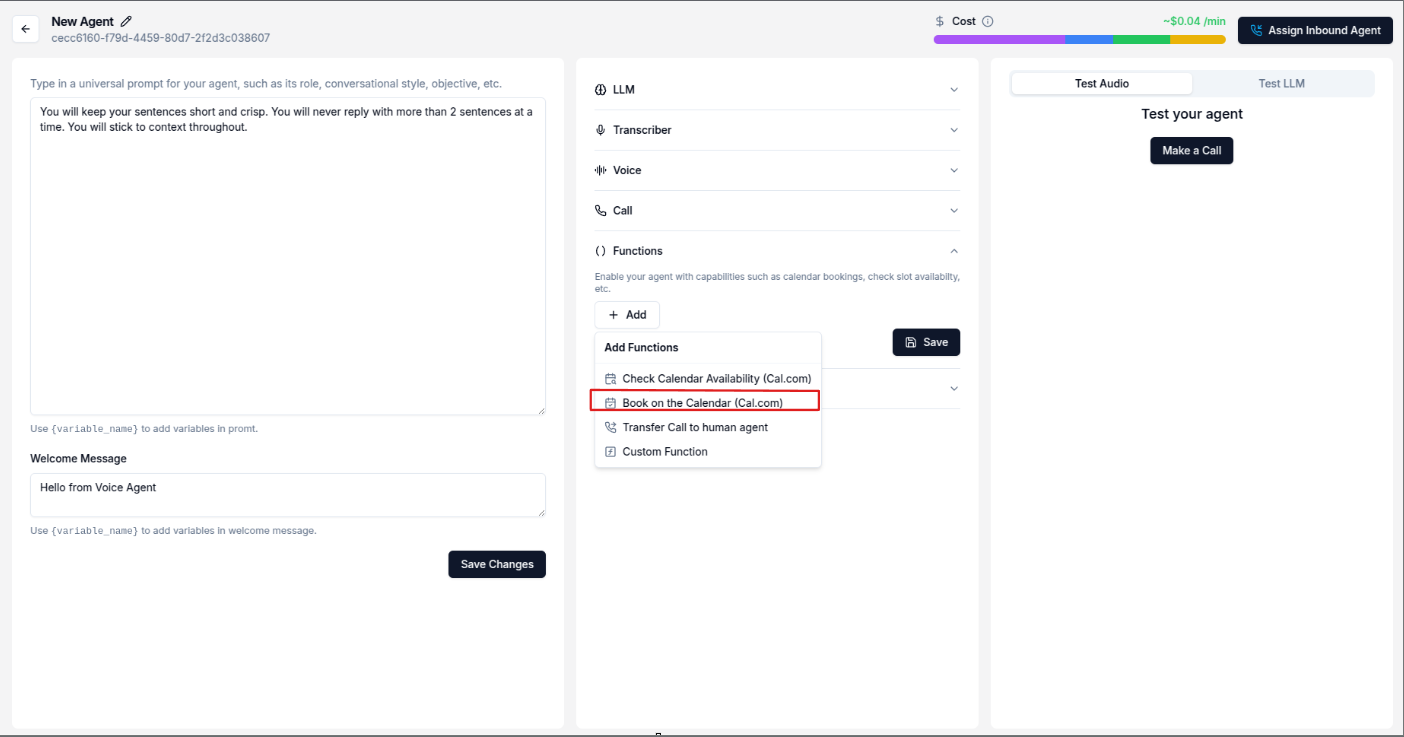 New Agent
cecc6160-f79d-4459-80d7-2f2d3c038607
Cost
~$0.04 /min
Assign Inbound Agent
Type in a universal prompt for your agent, such as its role, conversational style, objective, etc.
You will keep your sentences short and crisp. You will never reply with more than 2 sentences at a
time. You will stick to context throughout.
Use {variable_name} to add variables in promt.
Welcome Message
Hello from Voice Agent
Use {variable_name} to add variables in welcome message.
Save Changes
LLM
Transcriber
Voice
Call
Functions
Enable your agent with capabilities such as calendar bookings, check slot availabilty,
etc.
Add
Add Functions
Check Calendar Availability (Cal.com)
Book on the Calendar (Cal.com)
Transfer Call to human agent
Custom Function
Save
Test Audio
Test LLM
Test your agent
Make a Call